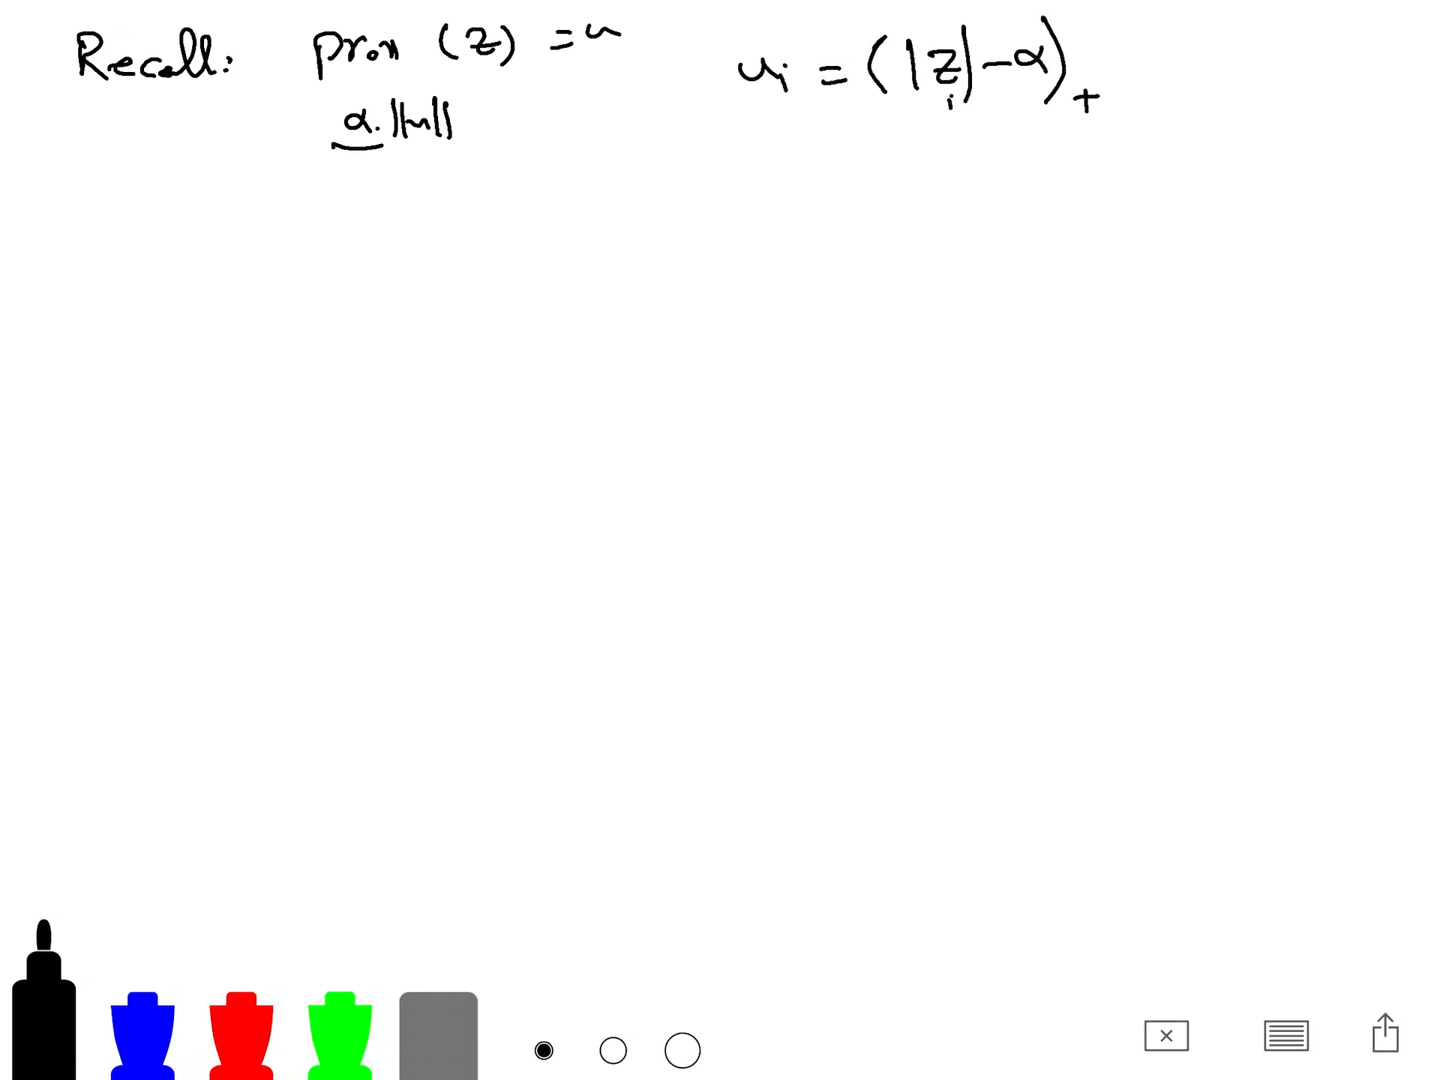 Recall: prox (z) = u    u_i = (|z_i| - α)_+
α. ||u||